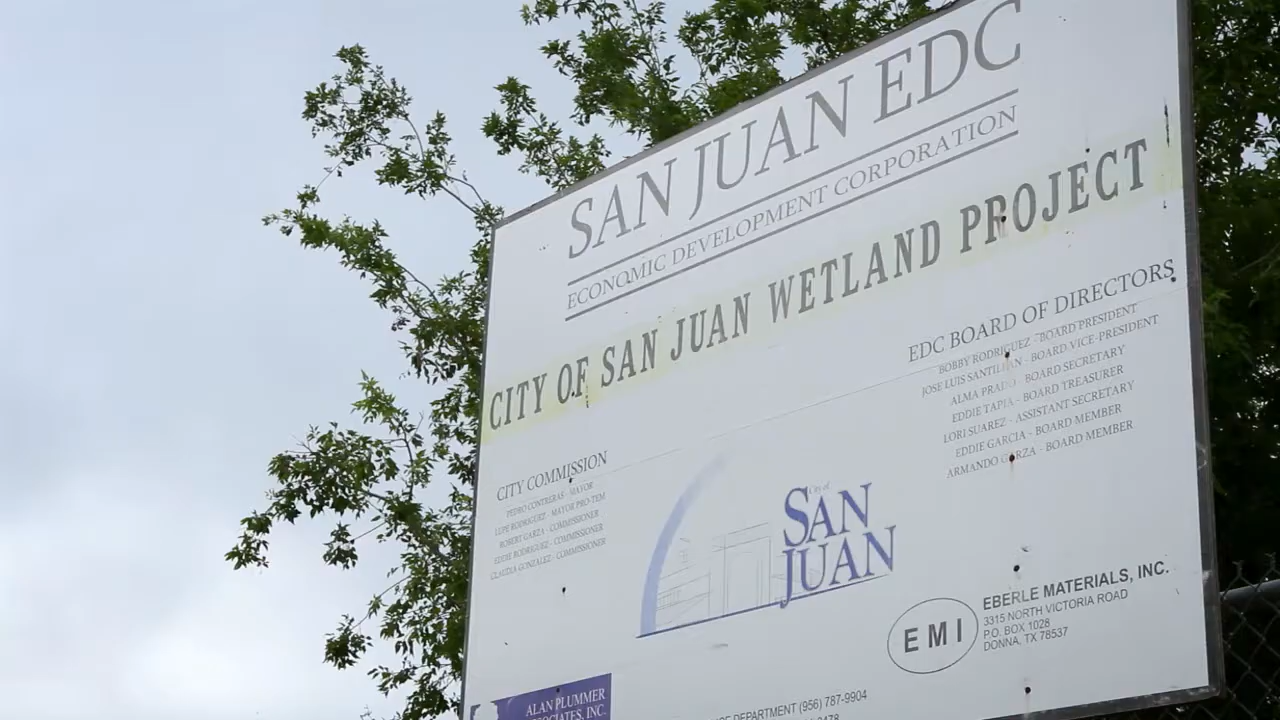 SAN JUAN EDC
ECONOMIC DEVELOPMENT CORPORATION
CITY OF SAN JUAN WETLAND PROJECT
EDC BOARD OF DIRECTORS
BOBBY RODRIGUEZ - BOARD PRESIDENT
JOSE LUIS SANTILLAN - BOARD VICE-PRESIDENT
ALMA PRADO - BOARD SECRETARY
EDDIE TAPIA - BOARD TREASURER
LORI SUAREZ - ASSISTANT SECRETARY
EDDIE GARCIA - BOARD MEMBER
ARMANDO GARZA - BOARD MEMBER
CITY COMMISSION
PEDRO CONTRERAS - MAYOR
LUPE RODRIGUEZ - MAYOR PRO-TEM
ROBERT GARZA - COMMISSIONER
EDDIE RODRIGUEZ - COMMISSIONER
CLAUDIA GONZALEZ - COMMISSIONER
City of
SAN
JUAN
EMI
EBERLE MATERIALS, INC.
3315 NORTH VICTORIA ROAD
P.O. BOX 1028
DONNA, TX 78537
ALAN PLUMMER
ASSOCIATES, INC.
DEPARTMENT (956) 787-9904